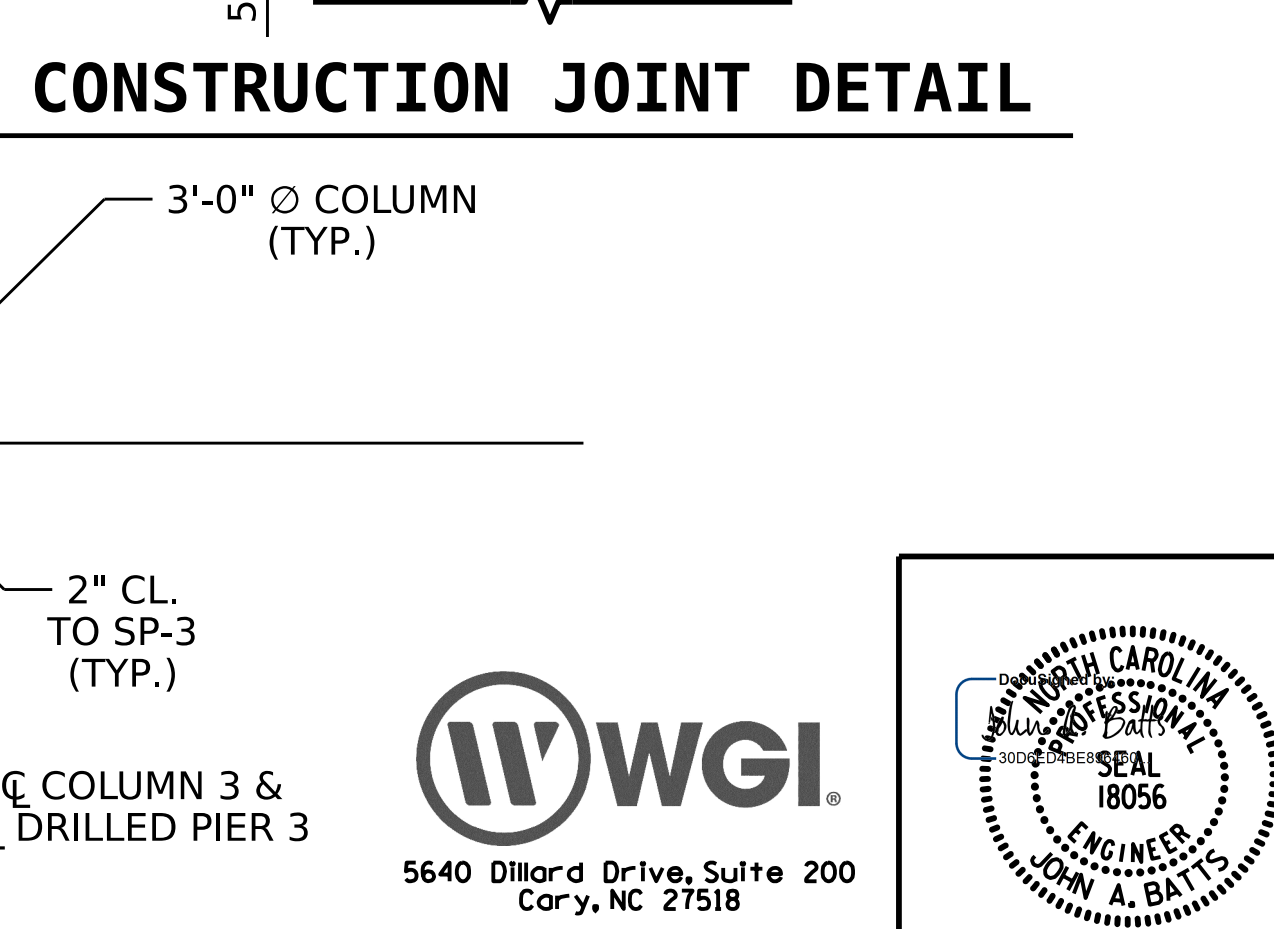 5
CONSTRUCTION JOINT DETAIL
3'-0" ∅ COLUMN
(TYP.)
2" CL.
TO SP-3
(TYP.)
℄ COLUMN 3 &
DRILLED PIER 3
W WGI®
5640 Dillard Drive, Suite 200
Cary, NC 27518
NORTH CAROLINA
PROFESSIONAL
DocuSigned by:
John A. Batts
SEAL
18056
ENGINEER
JOHN A. BATTS